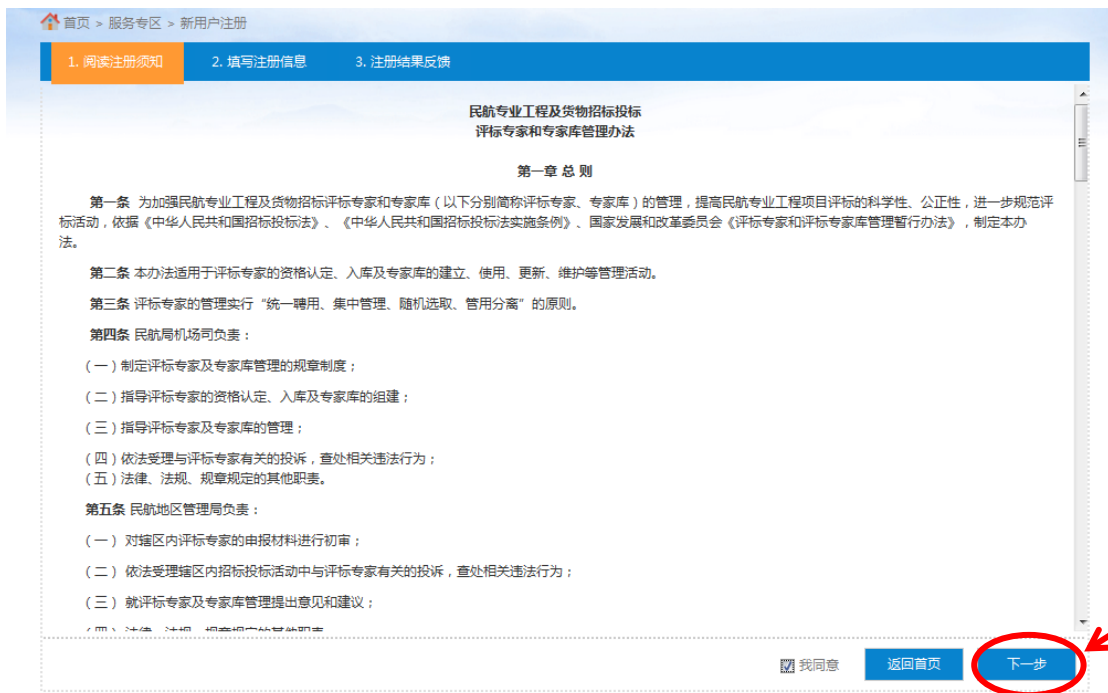 首页 > 服务专区 > 新用户注册
1. 阅读注册须知 2. 填写注册信息 3. 注册结果反馈
民航专业工程及货物招标投标
评标专家和专家库管理办法
第一章 总 则
第一条 为加强民航专业工程及货物招标评标专家和专家库（以下分别简称评标专家、专家库）的管理，提高民航专业工程项目评标的科学性、公正性，进一步规范评
标活动，依据《中华人民共和国招标投标法》、《中华人民共和国招标投标法实施条例》、国家发展和改革委员会《评标专家和评标专家库管理暂行办法》，制定本办
法。
第二条 本办法适用于评标专家的资格认定、入库及专家库的建立、使用、更新、维护等管理活动。
第三条 评标专家的管理实行“统一聘用、集中管理、随机选取、管用分离”的原则。
第四条 民航局机场司负责：
（一）制定评标专家及专家库管理的规章制度；
（二）指导评标专家的资格认定、入库及专家库的组建；
（三）指导评标专家及专家库的管理；
（四）依法受理与评标专家有关的投诉，查处相关违法行为；
（五）法律、法规、规章规定的其他职责。
第五条 民航地区管理局负责：
（一） 对辖区内评标专家的申报材料进行初审；
（二） 依法受理辖区内招标投标活动中与评标专家有关的投诉，查处相关违法行为；
（三） 就评标专家及专家库管理提出意见和建议；
（四） 法律、法规、规章规定的其他职责
我同意 返回首页 下一步